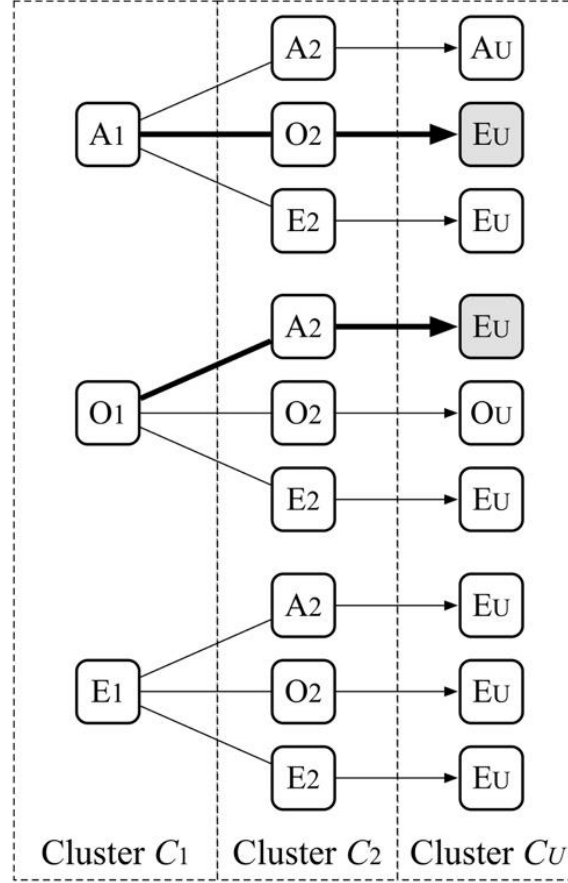 A2 AU
A1 O2 EU
E2 EU
A2 EU
O1 O2 OU
E2 EU
A2 EU
E1 O2 EU
E2 EU
Cluster C1 Cluster C2 Cluster CU